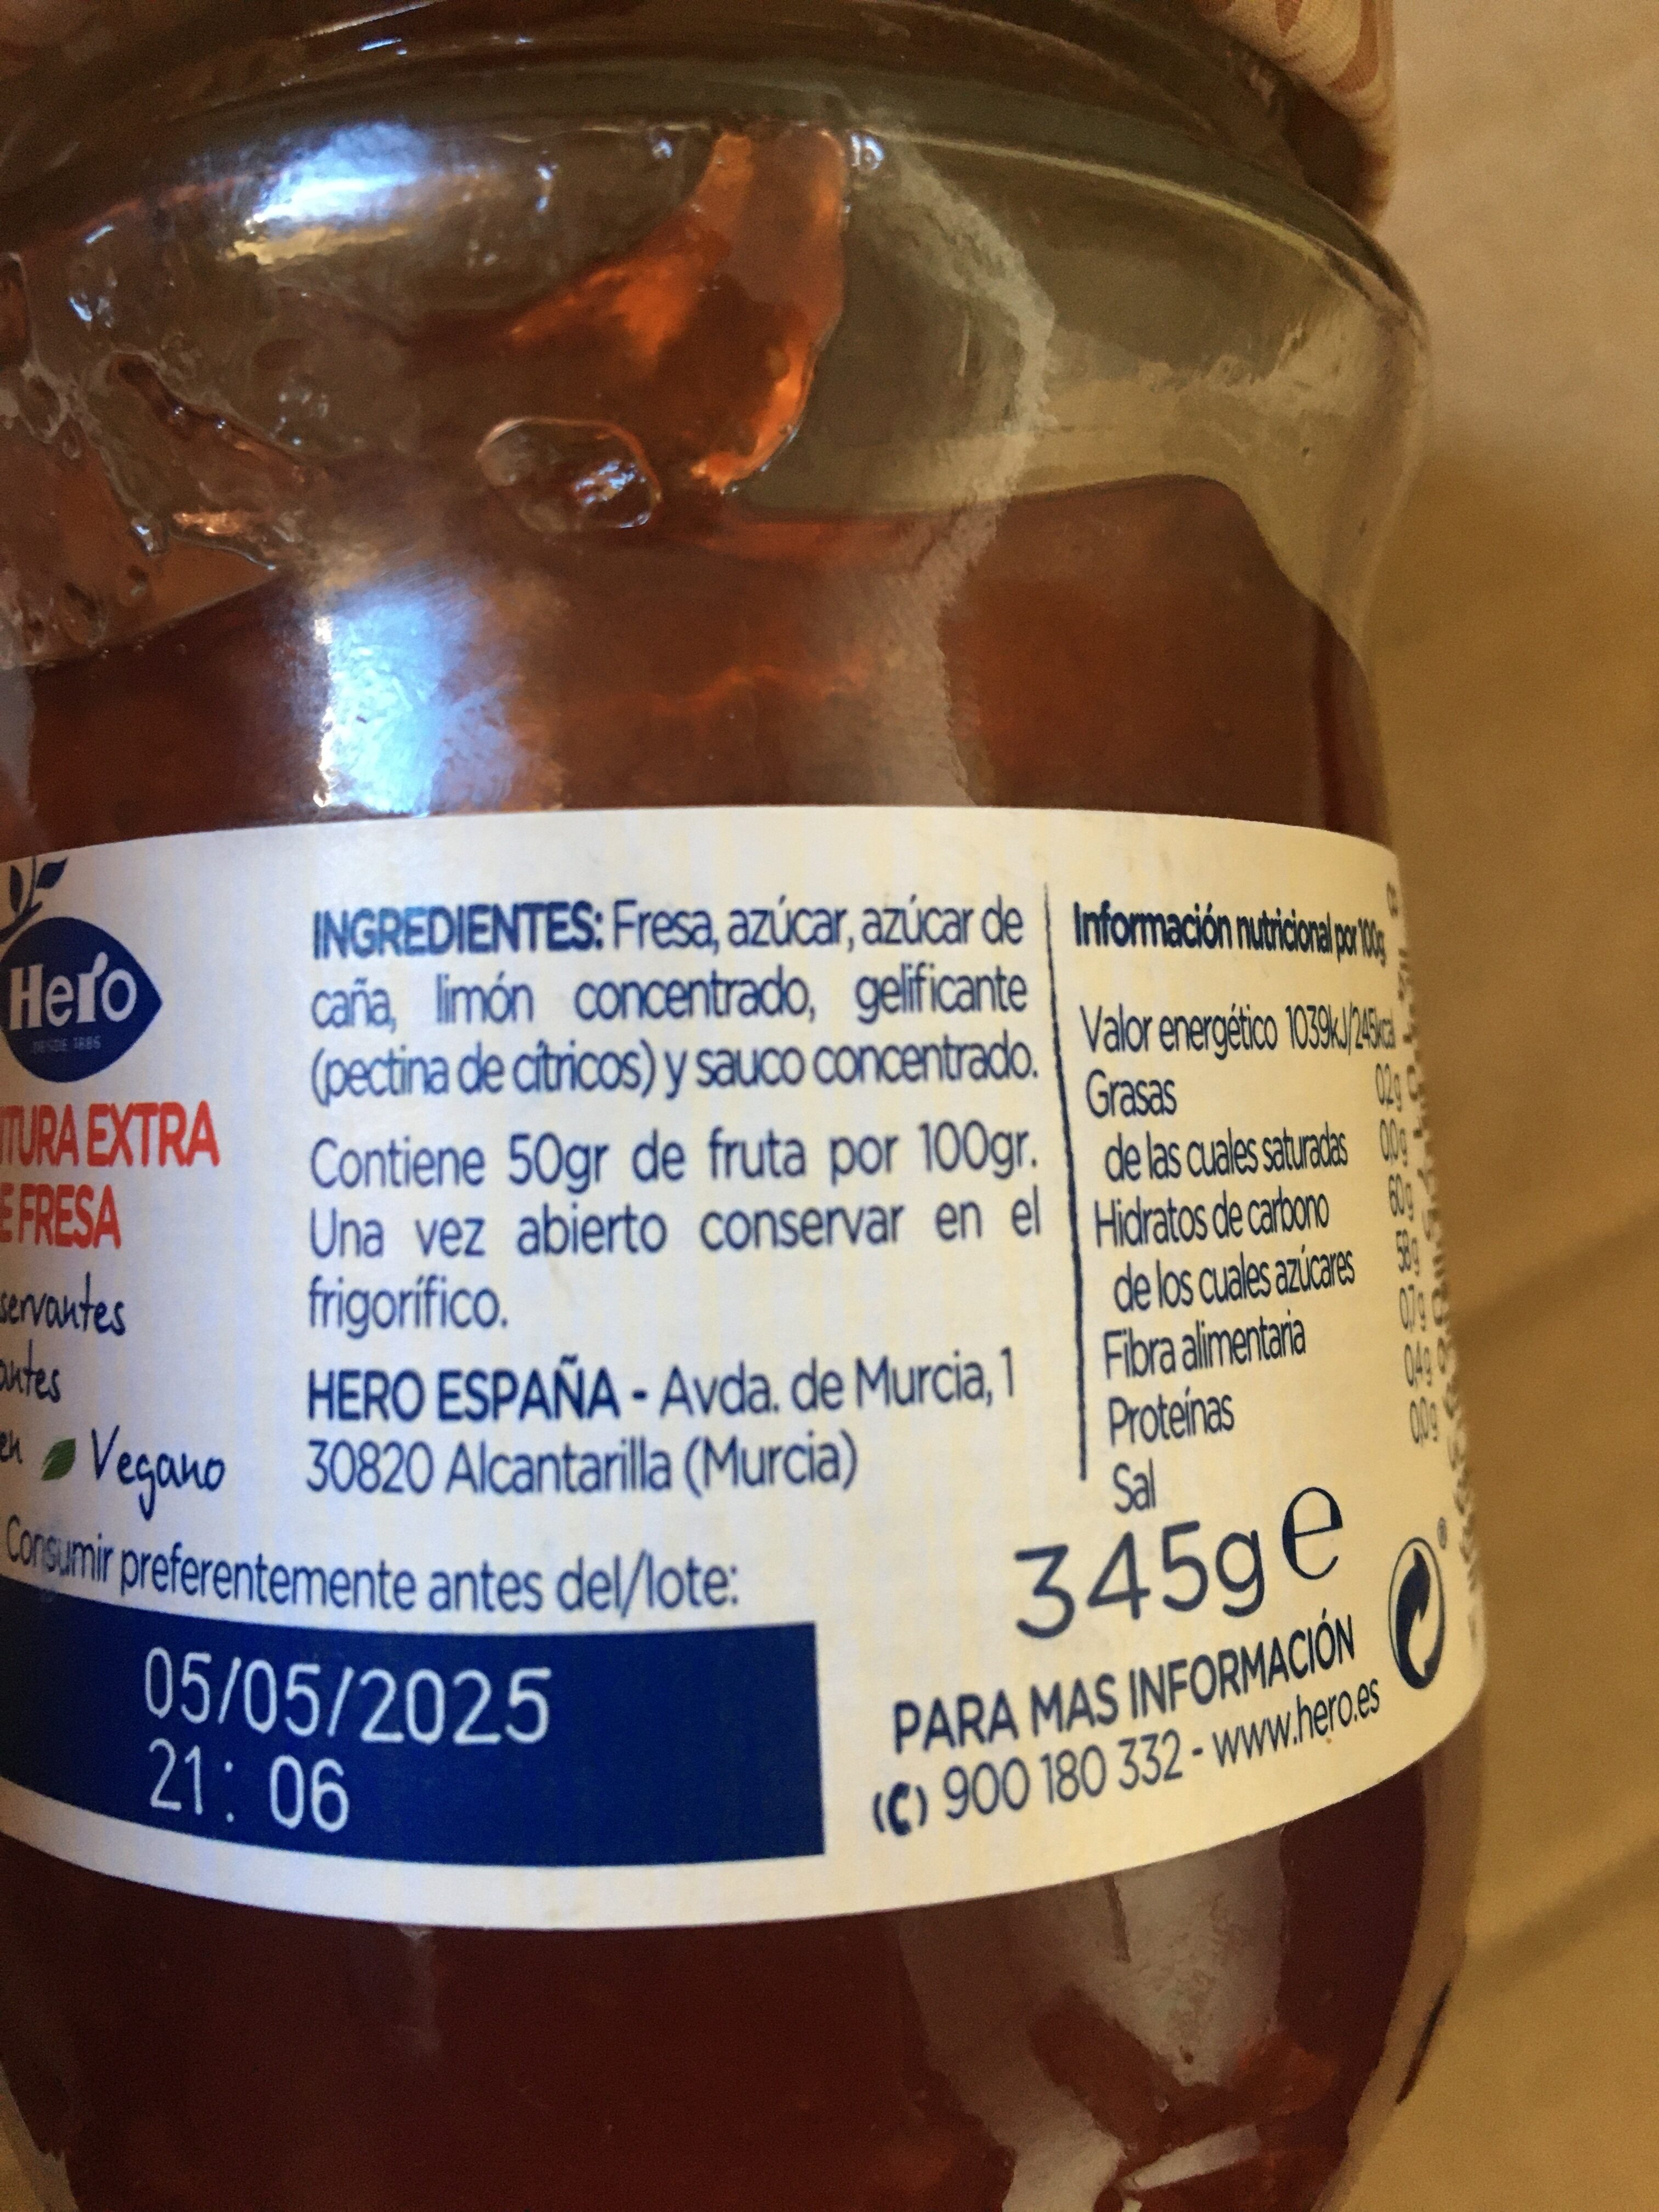 Hero
DESDE 1886
TURA EXTRA
E FRESA
servantes
antes
en Vegano
INGREDIENTES: Fresa, azúcar, azúcar de
caña, limón concentrado, gelificante
(pectina de cítricos) y sauco concentrado.
Contiene 50gr de fruta por 100gr.
Una vez abierto conservar en el
frigorífico.
HERO ESPAÑA - Avda. de Murcia, 1
30820 Alcantarilla (Murcia)
Consumir preferentemente antes del/lote:
05/05/2025
21: 06
Información nutricional por 100g
Valor energético 1039kJ/245kcal
Grasas 0,2g
de las cuales saturadas 0,0g
Hidratos de carbono 60g
de los cuales azúcares 58g
Fibra alimentaria 0,7g
Proteínas 0,4g
Sal 0,0g
345g e
PARA MAS INFORMACIÓN
900 180 332 - www.hero.es